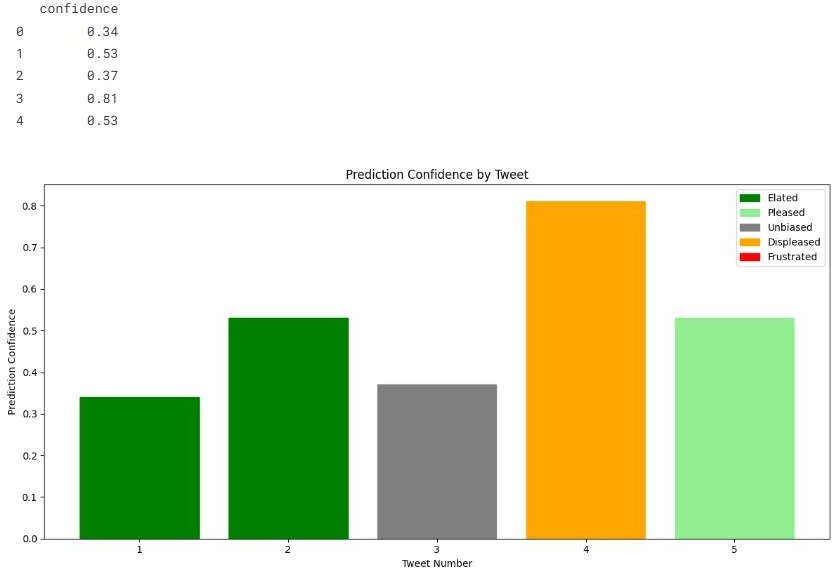 confidence
0 0.34
1 0.53
2 0.37
3 0.81
4 0.53
Prediction Confidence by Tweet
Elated
Pleased
Unbiased
Displeased
Frustrated
Prediction Confidence
0.8
0.7
0.6
0.5
0.4
0.3
0.2
0.1
0.0
1 2 3 4 5
Tweet Number